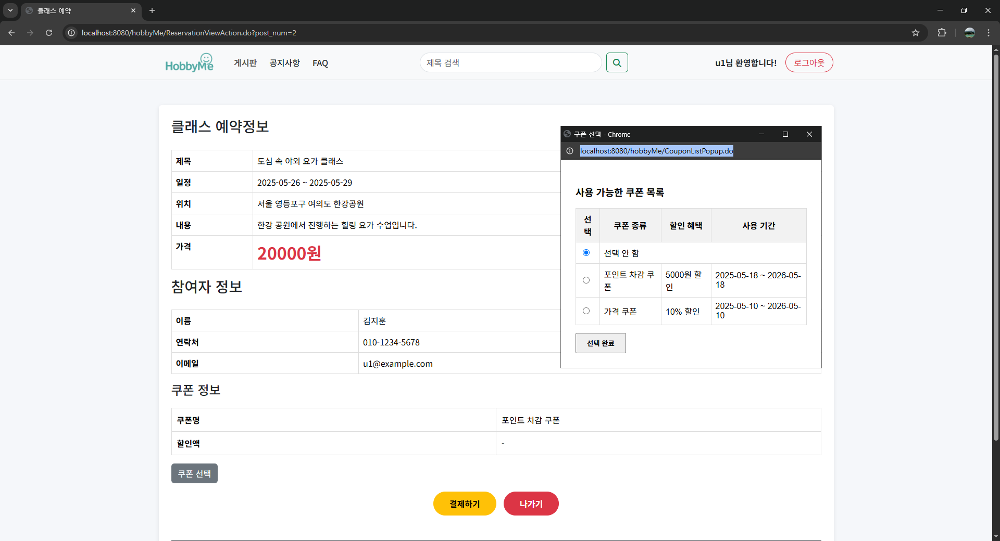 클래스 예약
localhost:8080/hobbyMe/ReservationViewAction.do?post_num=2
HobbyMe
게시판 공지사항 FAQ
제목 검색
u1님 환영합니다!
로그아웃
클래스 예약정보
제목 도심 속 야외 요가 클래스
일정 2025-05-26 ~ 2025-05-29
위치 서울 영등포구 여의도 한강공원
내용 한강 공원에서 진행하는 힐링 요가 수업입니다.
가격 20000원
참여자 정보
이름 김지훈
연락처 010-1234-5678
이메일 u1@example.com
쿠폰 정보
쿠폰명 포인트 차감 쿠폰
할인액 -
쿠폰 선택
결제하기 나가기
쿠폰 선택 - Chrome
localhost:8080/hobbyMe/CouponListPopup.do
사용 가능한 쿠폰 목록
선
택
쿠폰 종류 할인 혜택 사용 기간
선택 안 함
포인트 차감 쿠
폰
5000원 할
인
2025-05-18 ~ 2026-05-
18
가격 쿠폰
10% 할인
2025-05-10 ~ 2026-05-
10
선택 완료